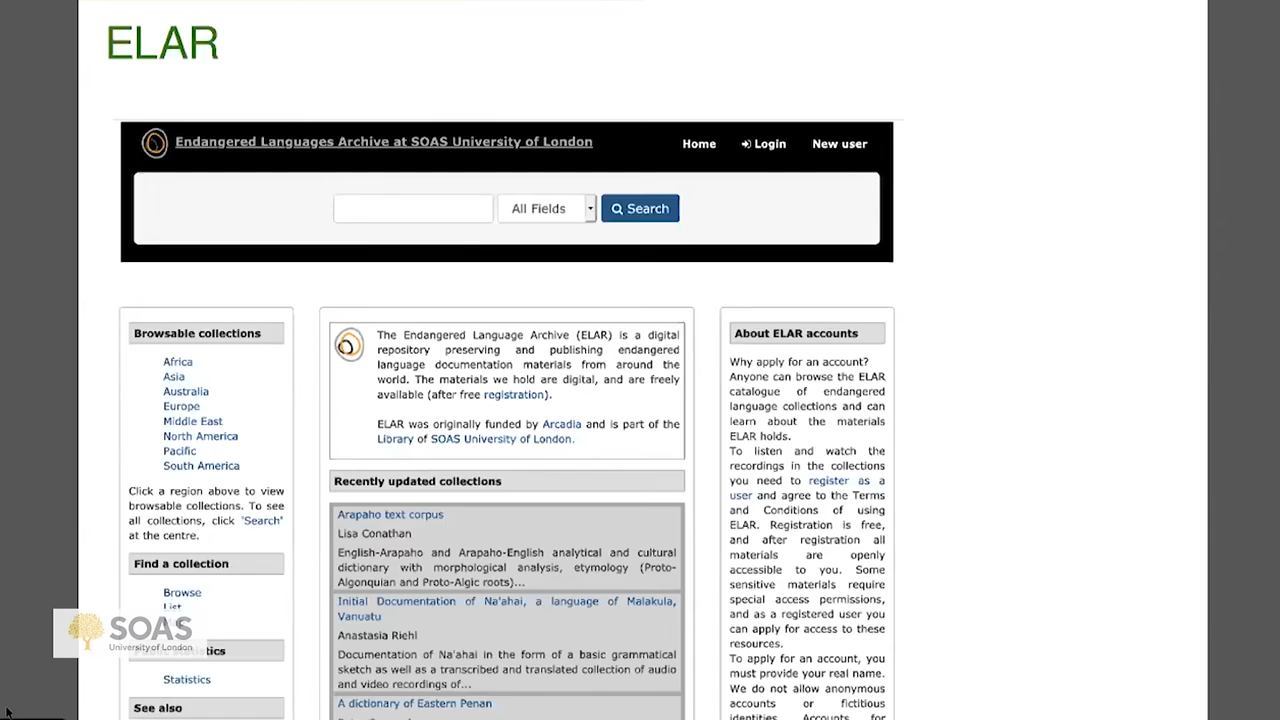 ELAR
Endangered Languages Archive at SOAS University of London
Home
Login
New user
All Fields
Search
Browsable collections
Africa
Asia
Australia
Europe
Middle East
North America
Pacific
South America
Click a region above to view
browsable collections. To see
all collections, click 'Search'
at the centre.
Find a collection
Browse
List
Statistics
See also
The Endangered Language Archive (ELAR) is a digital
repository preserving and publishing endangered
language documentation materials from around the
world. The materials we hold are digital, and are freely
available (after free registration).
ELAR was originally funded by Arcadia and is part of the
Library of SOAS University of London.
Recently updated collections
Arapaho text corpus
Lisa Conathan
English-Arapaho and Arapaho-English analytical and cultural
dictionary with morphological analysis, etymology (Proto-
Algonquian and Proto-Algic roots)...
Initial Documentation of Na'ahai, a language of Malakula,
Vanuatu
Anastasia Riehl
Documentation of Na'ahai in the form of a basic grammatical
sketch as well as a transcribed and translated collection of audio
and video recordings of...
A dictionary of Eastern Penan
About ELAR accounts
Why apply for an account?
Anyone can browse the ELAR
catalogue of endangered
language collections and can
learn about the materials
ELAR holds.
To listen and watch the
recordings in the collections
you need to register as a
user and agree to the Terms
and Conditions of using
ELAR. Registration is free,
and after registration all
materials are openly
accessible to you. Some
sensitive materials require
special access permissions,
and as a registered user you
can apply for access to these
resources.
To apply for an account, you
must provide your real name.
We do not allow anonymous
accounts or fictitious
identities. Accounts for
SOAS
University of London